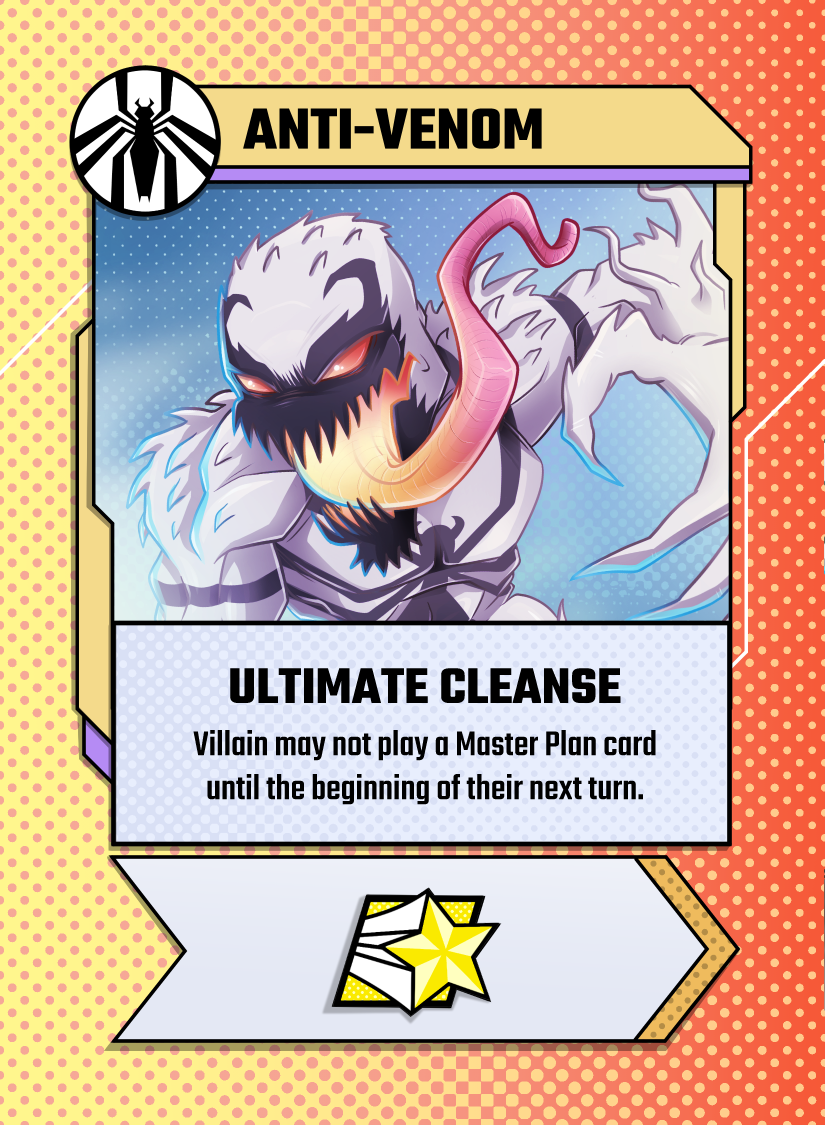 ANTI-VENOM
ULTIMATE CLEANSE
Villain may not play a Master Plan card
until the beginning of their next turn.